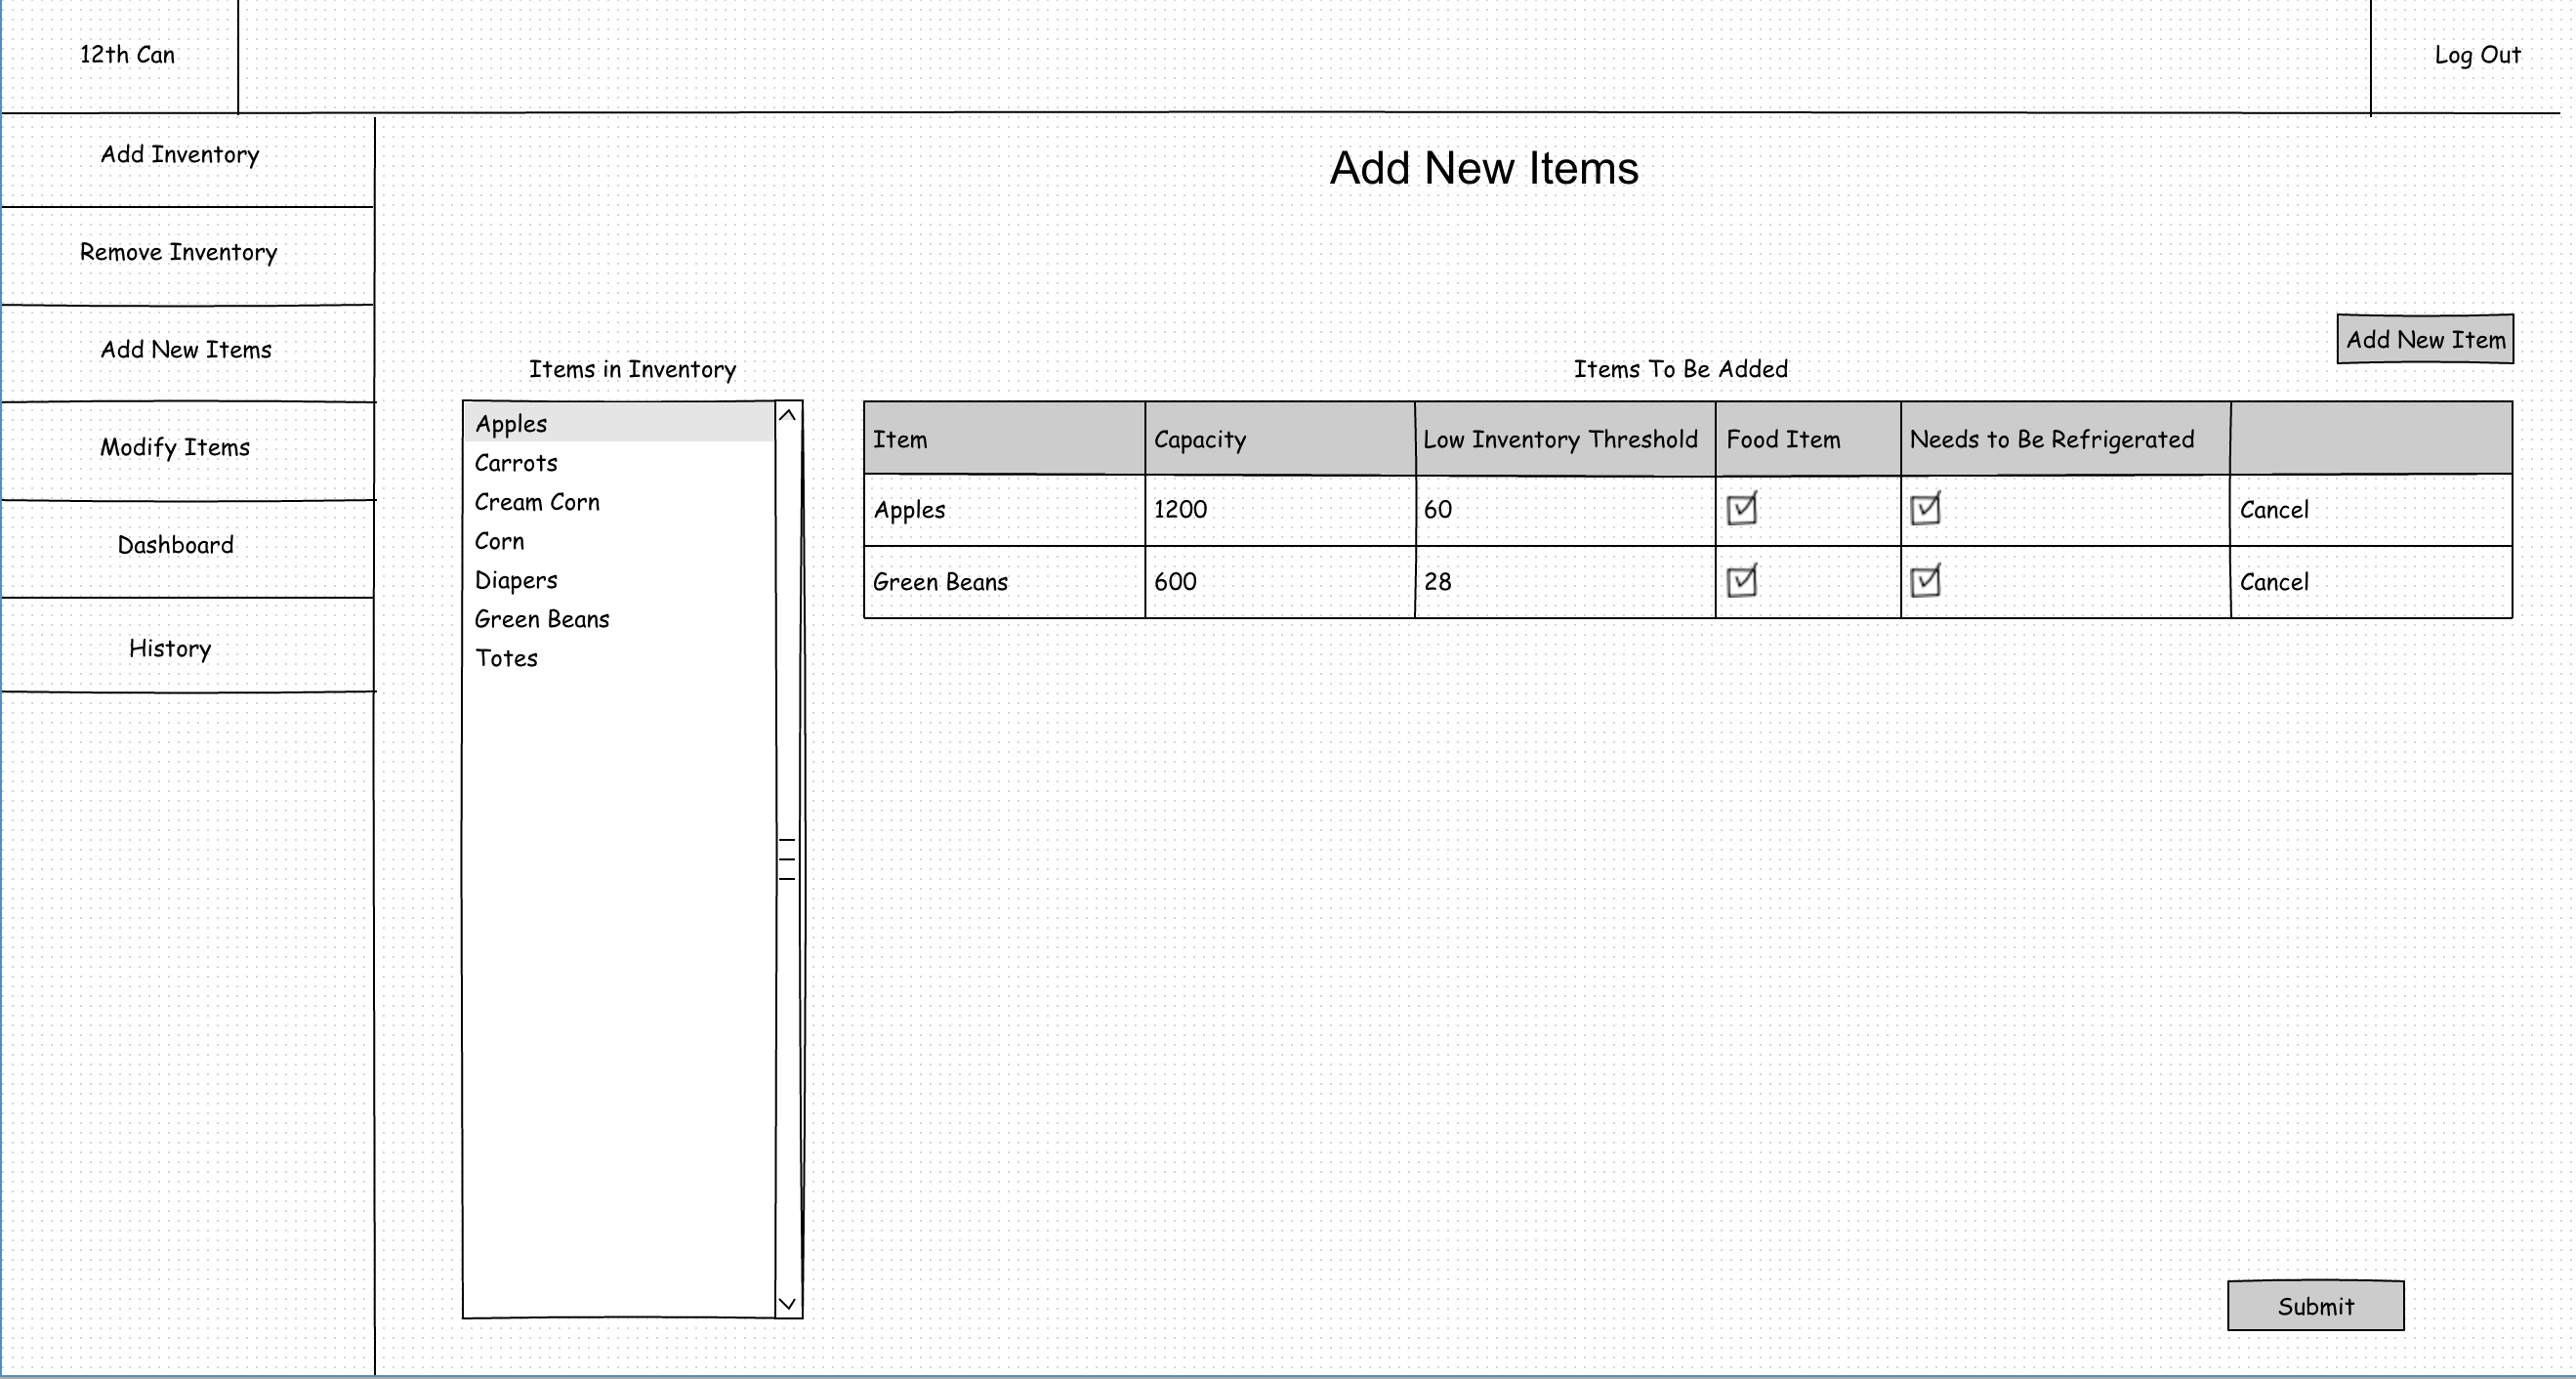 12th Can
Log Out
Add Inventory
Remove Inventory
Add New Items
Modify Items
Dashboard
History
Add New Items
Add New Item
Items in Inventory
Apples
Carrots
Cream Corn
Corn
Diapers
Green Beans
Totes
Items To Be Added
Item Capacity Low Inventory Threshold Food Item Needs to Be Refrigerated
Apples 1200 60 Cancel
Green Beans 600 28 Cancel
Submit